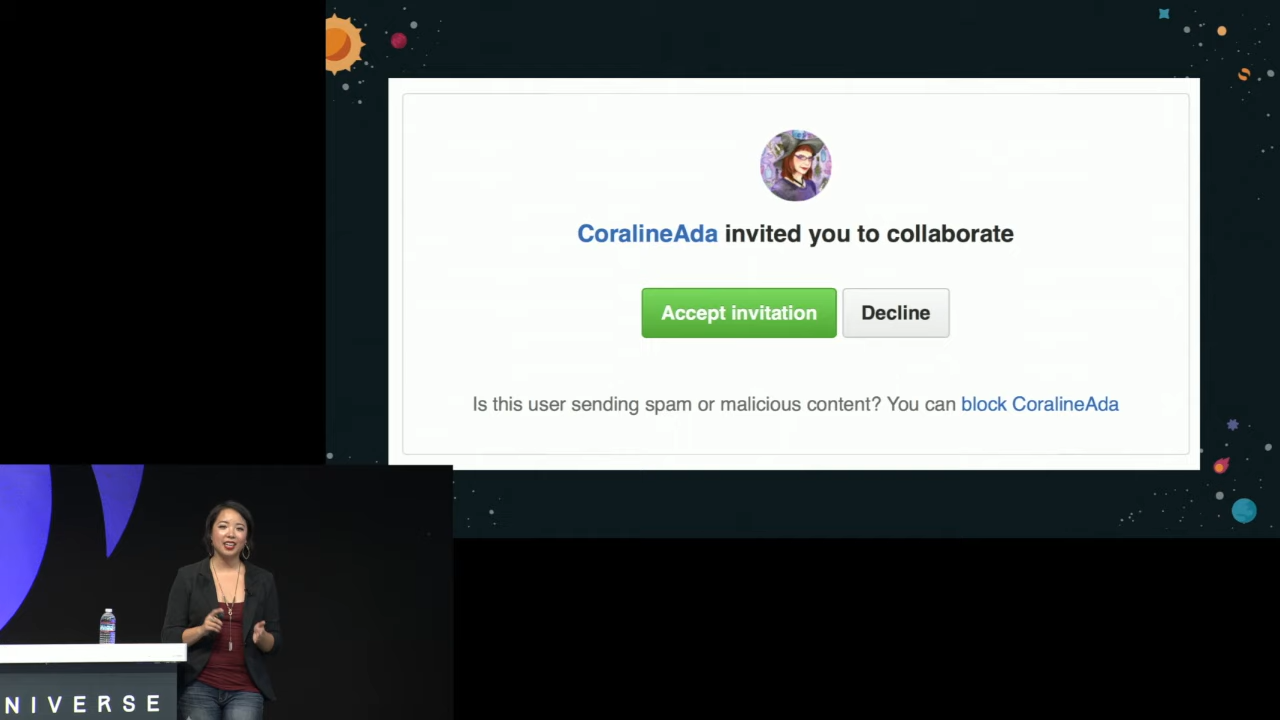 CoralineAda invited you to collaborate
Accept invitation
Decline
Is this user sending spam or malicious content? You can block CoralineAda
NIVERSE